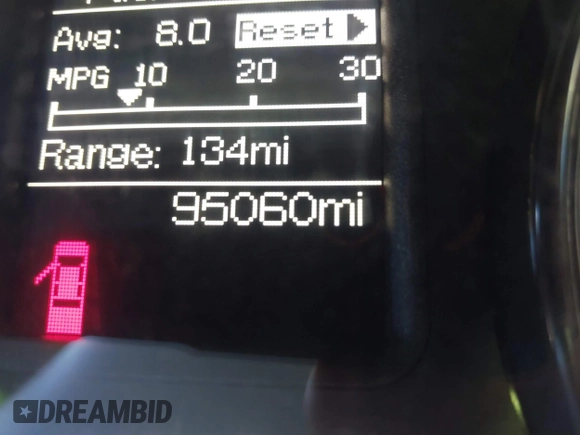 Avg: 8.0 Reset
MPG 10 20 30
Range: 134mi
95060mi
DREAMBID